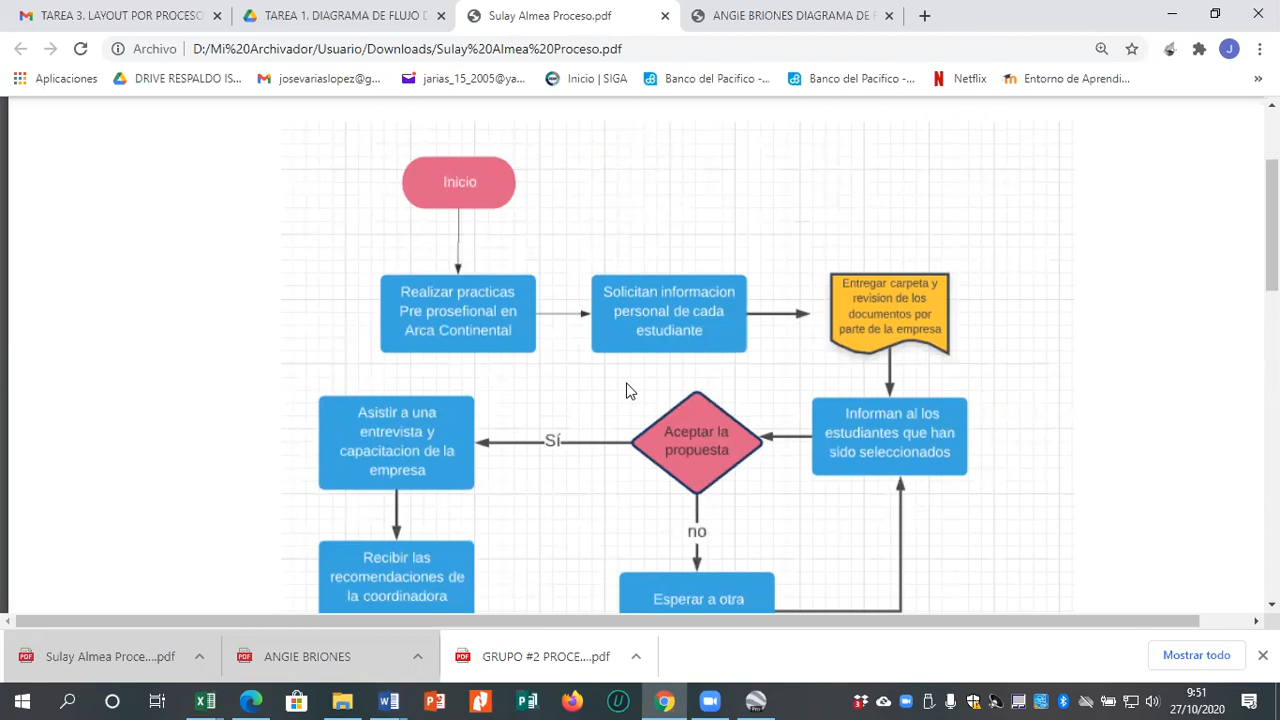 TAREA 3. LAYOUT POR PROCESO
TAREA 1. DIAGRAMA DE FLUJO D
Sulay Almea Proceso.pdf
ANGIE BRIONES DIAGRAMA DE F
Archivo
D:/Mi%20Archivador/Usuario/Downloads/Sulay%20Almea%20Proceso.pdf
J
Aplicaciones
DRIVE RESPALDO IS...
josevariaslopez@g...
jarias_15_2005@ya...
Inicio | SIGA
Banco del Pacífico -...
Banco del Pacifico -...
Netflix
Entorno de Aprendi...
»
Inicio
Realizar practicas
Pre prosefional en
Arca Continental
Solicitan informacion
personal de cada
estudiante
Entregar carpeta y
revision de los
documentos por
parte de la empresa
Asistir a una
entrevista y
capacitacion de la
empresa
Sí
Aceptar la
propuesta
Informan al los
estudiantes que han
sido seleccionados
no
Recibir las
recomendaciones de
la coordinadora
Esperar a otra
Sulay Almea Proce....pdf
ANGIE BRIONES
GRUPO #2 PROCE....pdf
Mostrar todo
9:51
27/10/2020